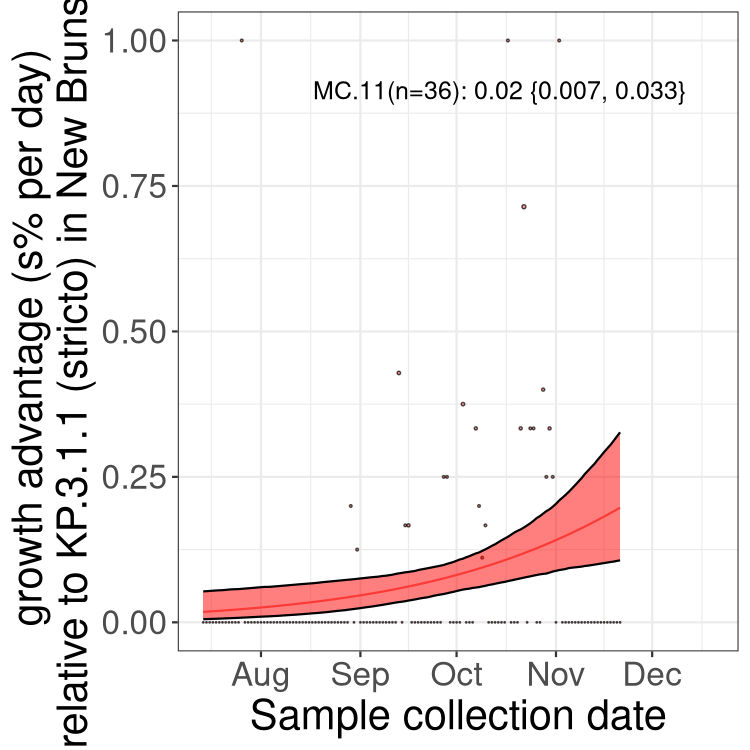 growth advantage (s% per day)
relative to KP.3.1.1 (stricto) in New Bruns
1.00
0.75
0.50
0.25
0.00
MC.11(n=36): 0.02 {0.007, 0.033}
Aug Sep Oct Nov Dec
Sample collection date